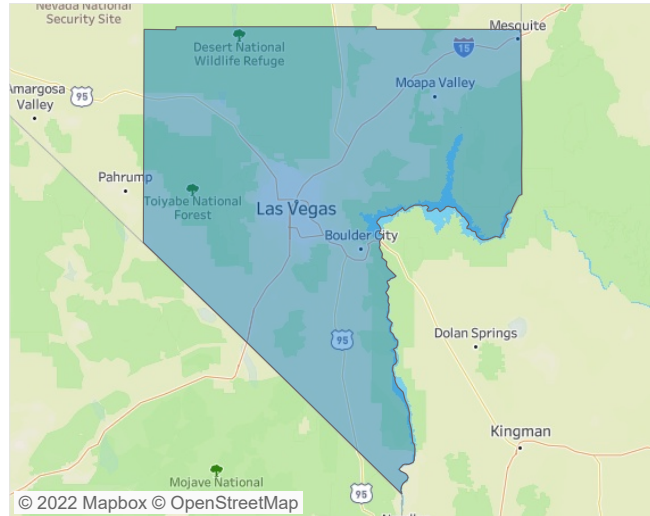 Nevada National
Security Site
Mesquite
Desert National
Wildlife Refuge
15
Moapa Valley
Amargosa
Valley
95
Pahrump
Toiyabe National
Forest
Las Vegas
Boulder City
95
Dolan Springs
Kingman
Mojave National
95
© 2022 Mapbox © OpenStreetMap